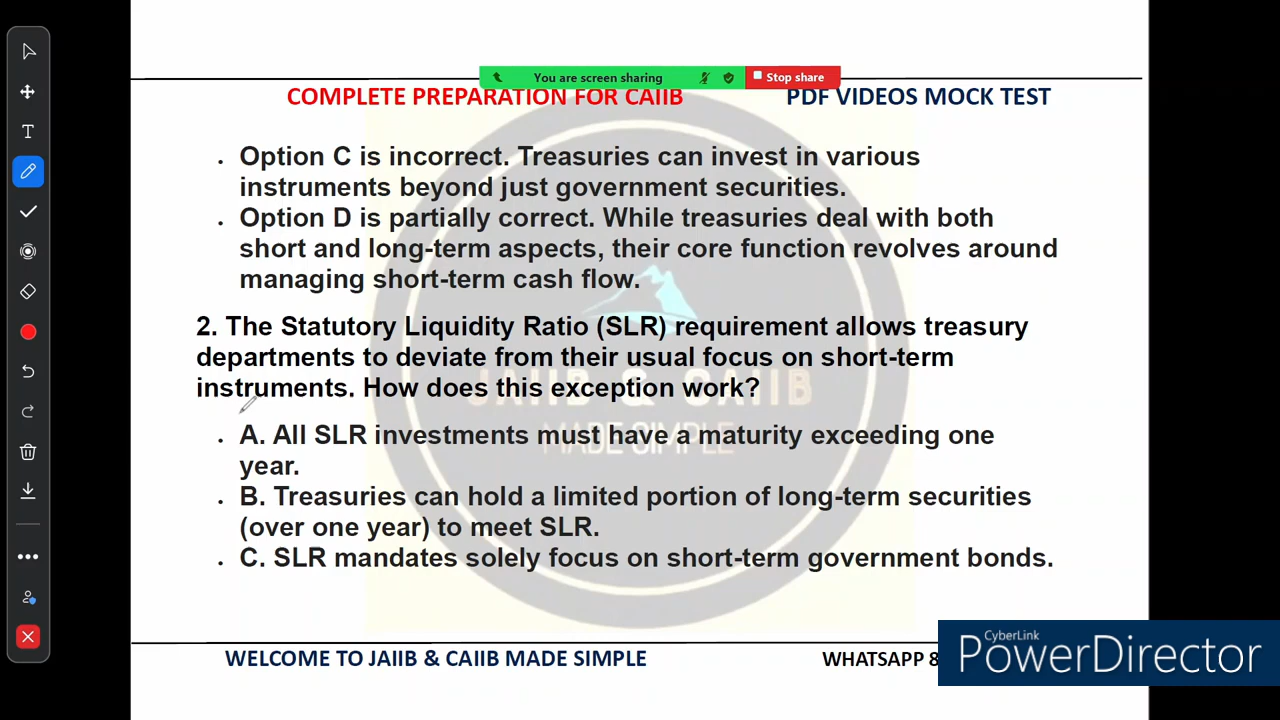 You are screen sharing Stop share
COMPLETE PREPARATION FOR CAIIB PDF VIDEOS MOCK TEST
. Option C is incorrect. Treasuries can invest in various
instruments beyond just government securities.
. Option D is partially correct. While treasuries deal with both
short and long-term aspects, their core function revolves around
managing short-term cash flow.
2. The Statutory Liquidity Ratio (SLR) requirement allows treasury
departments to deviate from their usual focus on short-term
instruments. How does this exception work?
JAIIB & CAIIB
. A. All SLR investments must have a maturity exceeding one
MADE SIMPLE
year.
. B. Treasuries can hold a limited portion of long-term securities
(over one year) to meet SLR.
. C. SLR mandates solely focus on short-term government bonds.
WELCOME TO JAIIB & CAIIB MADE SIMPLE WHATSAPP 8
CyberLink
PowerDirector